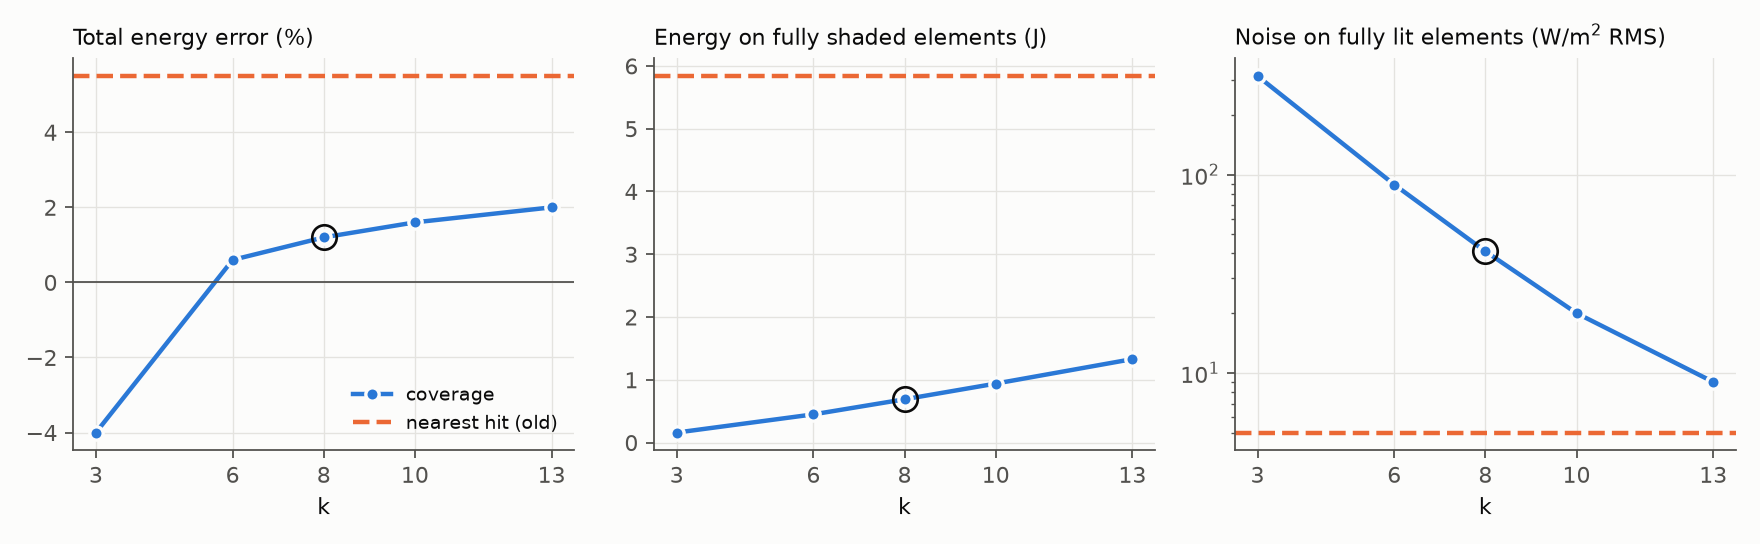 Total energy error (%)
4
2
0
−2
−4
3 6 8 10 13
k
coverage
nearest hit (old)
Energy on fully shaded elements (J)
6
5
4
3
2
1
0
3 6 8 10 13
k
Noise on fully lit elements (W/m² RMS)
10²
10¹
3 6 8 10 13
k